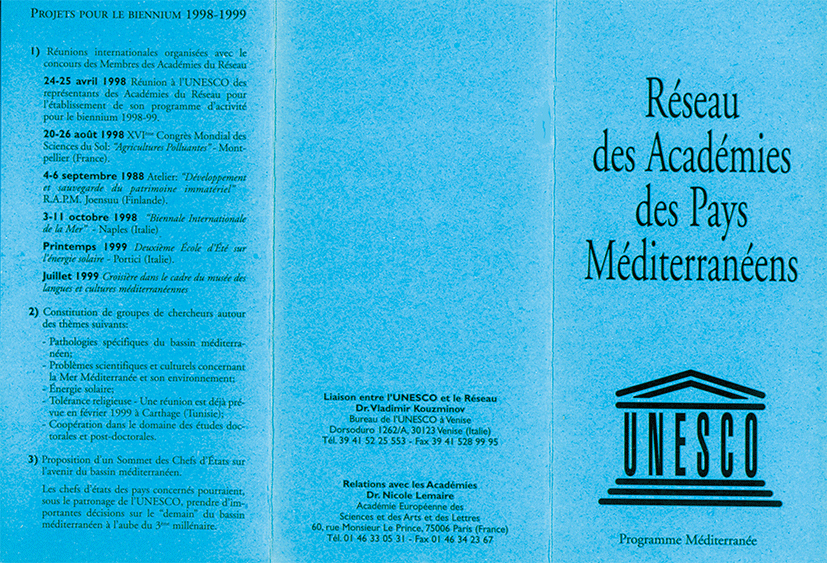 PROJETS POUR LE BIENNIUM 1998-1999
1) Réunions internationales organisées avec le
concours des Membres des Académies du Réseau
24-25 avril 1998 Réunion à l'UNESCO des
représentants des Académies du Réseau pour
l'établissement de son programme d'activité
pour le biennium 1998-99.
20-26 août 1998 XVIème Congrès Mondial des
Sciences du Sol: "Agricultures Polluantes" - Mont-
pellier (France).
4-6 septembre 1988 Atelier: "Développement
et sauvegarde du patrimoine immatériel"
R.A.P.M. Joensuu (Finlande).
3-11 octobre 1998 "Biennale Internationale
de la Mer" - Naples (Italie)
Printemps 1999 Deuxième École d'Été sur
l'énergie solaire - Portici (Italie).
Juillet 1999 Croisière dans le cadre du musée des
langues et cultures méditerranéennes
2) Constitution de groupes de chercheurs autour
des thèmes suivants:
- Pathologies spécifiques du bassin méditerra-
néen;
- Problèmes scientifiques et culturels concernant
la Mer Méditerranée et son environnement;
- Énergie solaire;
- Tolérance religieuse - Une réunion est déjà pré-
vue en février 1999 à Carthage (Tunisie);
- Coopération dans le domaine des études doc-
torales et post-doctorales.
3) Proposition d'un Sommet des Chefs d'États sur
l'avenir du bassin méditerranéen.
Les chefs d'états des pays concernés pourraient,
sous le patronage de l'UNESCO, prendre d'im-
portantes décisions sur le "demain" du bassin
méditerranéen à l'aube du 3ème millénaire.
Liaison entre l'UNESCO et le Réseau
Dr. Vladimir Kouzminov
Bureau de l'UNESCO à Venise
Dorsoduro 1262/A, 30123 Venise (Italie)
Tél. 39 41 52 25 553 - Fax 39 41 528 99 95
Relations avec les Académies
Dr. Nicole Lemaire
Académie Européenne des
Sciences et des Arts et des Lettres
60, rue Monsieur Le Prince, 75006 Paris (France)
Tél. 01 46 33 05 31 - Fax 01 46 34 23 67
Réseau
des Académies
des Pays
Méditerranéens
UNESCO
Programme Méditerranée